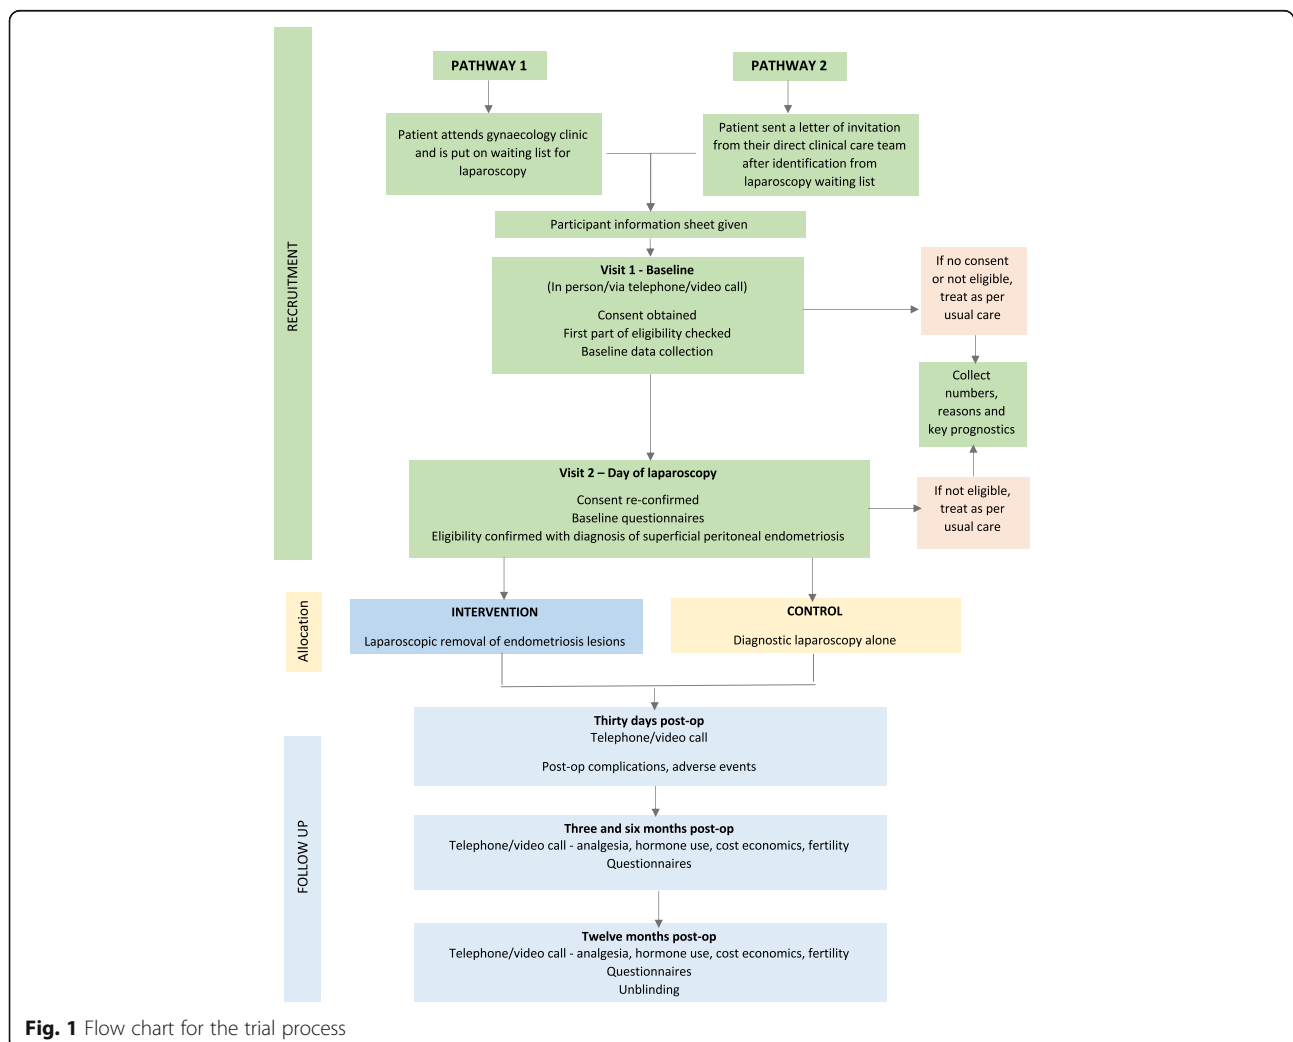 RECRUITMENT
PATHWAY 1
PATHWAY 2
Patient attends gynaecology clinic
and is put on waiting list for
laparoscopy
Patient sent a letter of invitation
from their direct clinical care team
after identification from
laparoscopy waiting list
Participant information sheet given
Visit 1 - Baseline
(In person/via telephone/video call)
Consent obtained
First part of eligibility checked
Baseline data collection
If no consent
or not eligible,
treat as per
usual care
Collect
numbers,
reasons and
key prognostics
Visit 2 – Day of laparoscopy
Consent re-confirmed
Baseline questionnaires
Eligibility confirmed with diagnosis of superficial peritoneal endometriosis
If not eligible,
treat as per
usual care
Allocation
INTERVENTION
Laparoscopic removal of endometriosis lesions
CONTROL
Diagnostic laparoscopy alone
FOLLOW UP
Thirty days post-op
Telephone/video call
Post-op complications, adverse events
Three and six months post-op
Telephone/video call - analgesia, hormone use, cost economics, fertility
Questionnaires
Twelve months post-op
Telephone/video call - analgesia, hormone use, cost economics, fertility
Questionnaires
Unblinding
Fig. 1 Flow chart for the trial process